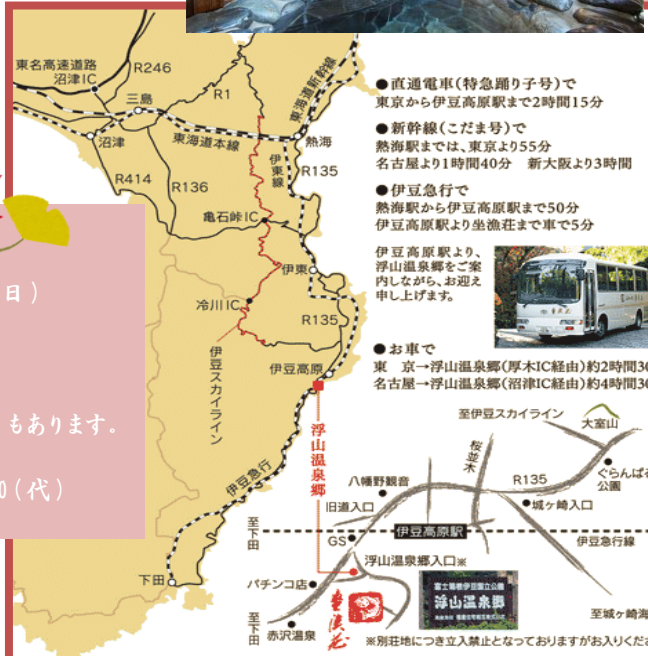 東名高速道路
沼津IC
R246
R1
東海道新幹線
三島
沼津
東海道本線
熱海
伊東線
R135
R414
R136
亀石峠IC
伊東
冷川IC
R135
伊豆スカイライン
伊豆高原
浮山温泉郷
伊豆急行
下田
日)
もあります。
0(代)
●直通電車(特急踊り子号)で
東京から伊豆高原駅まで2時間15分
●新幹線(こだま号)で
熱海駅までは、東京より55分
名古屋より1時間40分 新大阪より3時間
●伊豆急行で
熱海駅から伊豆高原駅まで50分
伊豆高原駅より坐漁荘まで車で5分
伊豆高原駅より、
浮山温泉郷をご案
内しながら、お迎え
申し上げます。
●お車で
東 京→浮山温泉郷(厚木IC経由)約2時間30
名古屋→浮山温泉郷(沼津IC経由)約4時間30
至伊豆スカイライン
大室山
桜並木
ぐらんぱる
公園
R135
八幡野観音
城ヶ崎入口
旧道入口
至下田
GS
伊豆高原駅
伊豆急行線
浮山温泉郷入口※
パチンコ店
坐漁荘
浮山温泉郷
至下田
赤沢温泉
至城ヶ崎海
※別荘地につき立入禁止となっておりますがお入りくださ